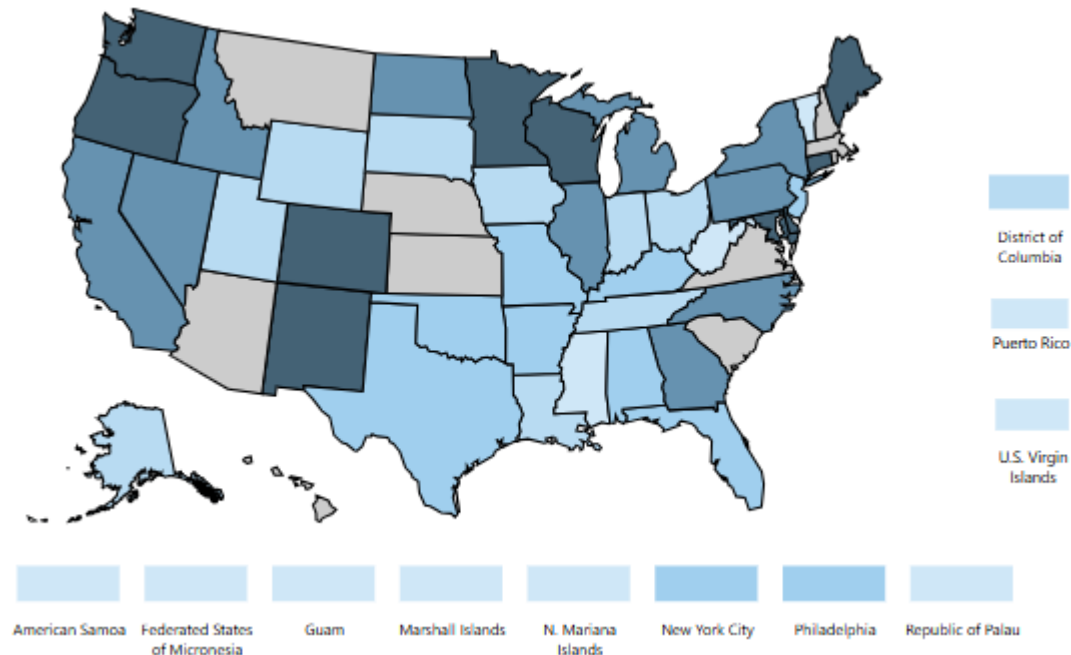 District of
Columbia
Puerto Rico
U.S. Virgin
Islands
American Samoa
Federated States
of Micronesia
Guam
Marshall Islands
N. Mariana
Islands
New York City
Philadelphia
Republic of Palau